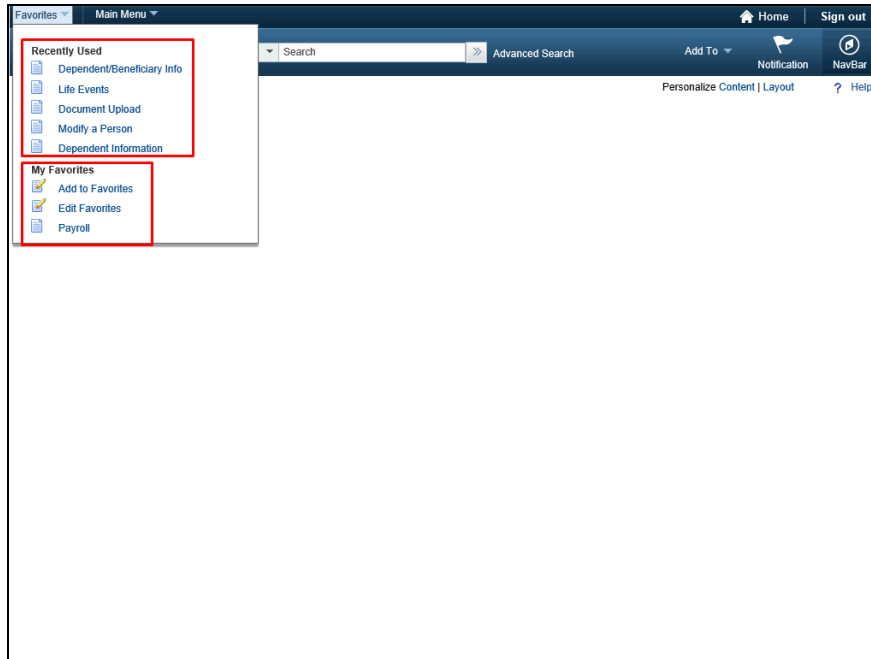 Favorites Main Menu Home Sign out
Search Advanced Search Add To Notification NavBar
Personalize Content | Layout ? Help
Recently Used
Dependent/Beneficiary Info
Life Events
Document Upload
Modify a Person
Dependent Information
My Favorites
Add to Favorites
Edit Favorites
Payroll